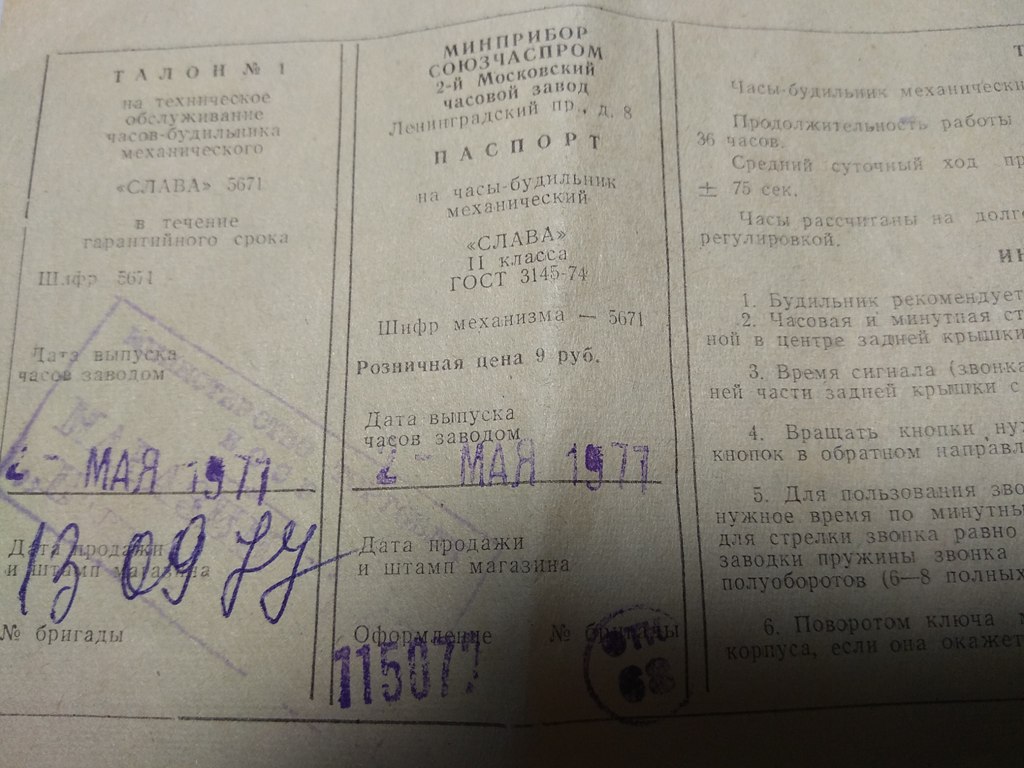 ТАЛОН № 1
на техническое
обслуживание
часов-будильника
механического
«СЛАВА» 5671
в течение
гарантийного срока
Шифр 5671
Дата выпуска
часов заводом
2 - МАЯ 1977
Дата продажи
и штамп магазина
13 09 77
№ бригады
МИНПРИБОР
СОЮЗЧАСПРОМ
2-й Московский
часовой завод
Ленинградский пр., д. 8
ПАСПОРТ
на часы-будильник
механический
«СЛАВА»
II класса
ГОСТ 3145-74
Шифр механизма — 5671
Розничная цена 9 руб.
Дата выпуска
часов заводом
2 - МАЯ 1977
Дата продажи
и штамп магазина
Оформление № бригады
115077
68
Т
Часы-будильник механически
Продолжительность работы
36 часов.
Средний суточный ход пр
± 75 сек.
Часы рассчитаны на долг
регулировкой.
ИН
1. Будильник рекомендует
2. Часовая и минутная ст
ной в центре задней крышки
3. Время сигнала (звонка
ней части задней крышки с
4. Вращать кнопки нуж
кнопок в обратном направл
5. Для пользования зво
нужное время по минутны
для стрелки звонка равно
заводки пружины звонка
полуоборотов (6—8 полных
6. Поворотом ключа
корпуса, если она окажет